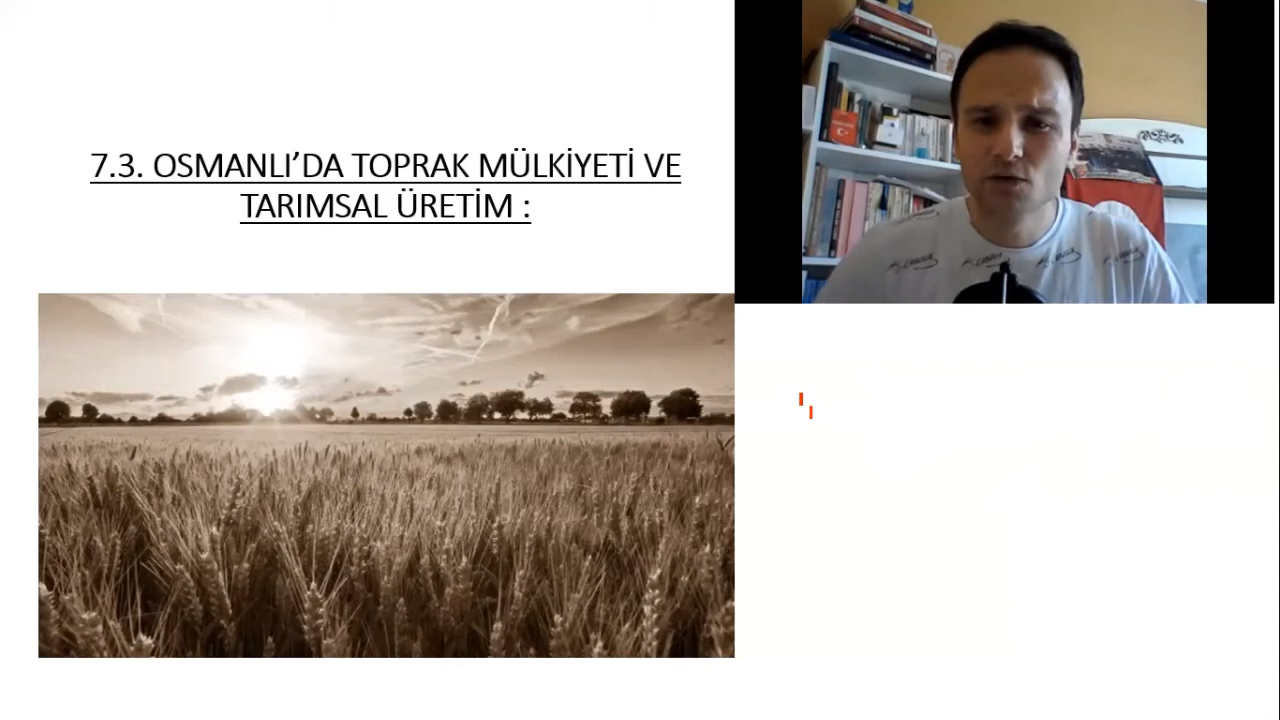 7.3. OSMANLI’DA TOPRAK MÜLKİYETİ VE
TARIMSAL ÜRETİM :